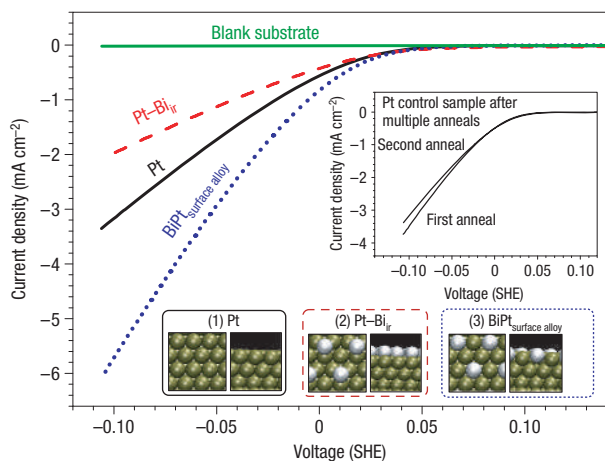 Blank substrate
Pt–Bi_ir
Pt
BiPt_surface alloy
Current density (mA cm⁻²)
0
−1
−2
−3
−4
−5
−6
−0.10
−0.05
0
0.05
0.10
Voltage (SHE)
Pt control sample after
multiple anneals
Second anneal
First anneal
Current density (mA cm⁻²)
1
0
−1
−2
−3
−4
−0.10
−0.05
0
0.05
0.10
Voltage (SHE)
(1) Pt
(2) Pt–Bi_ir
(3) BiPt_surface alloy